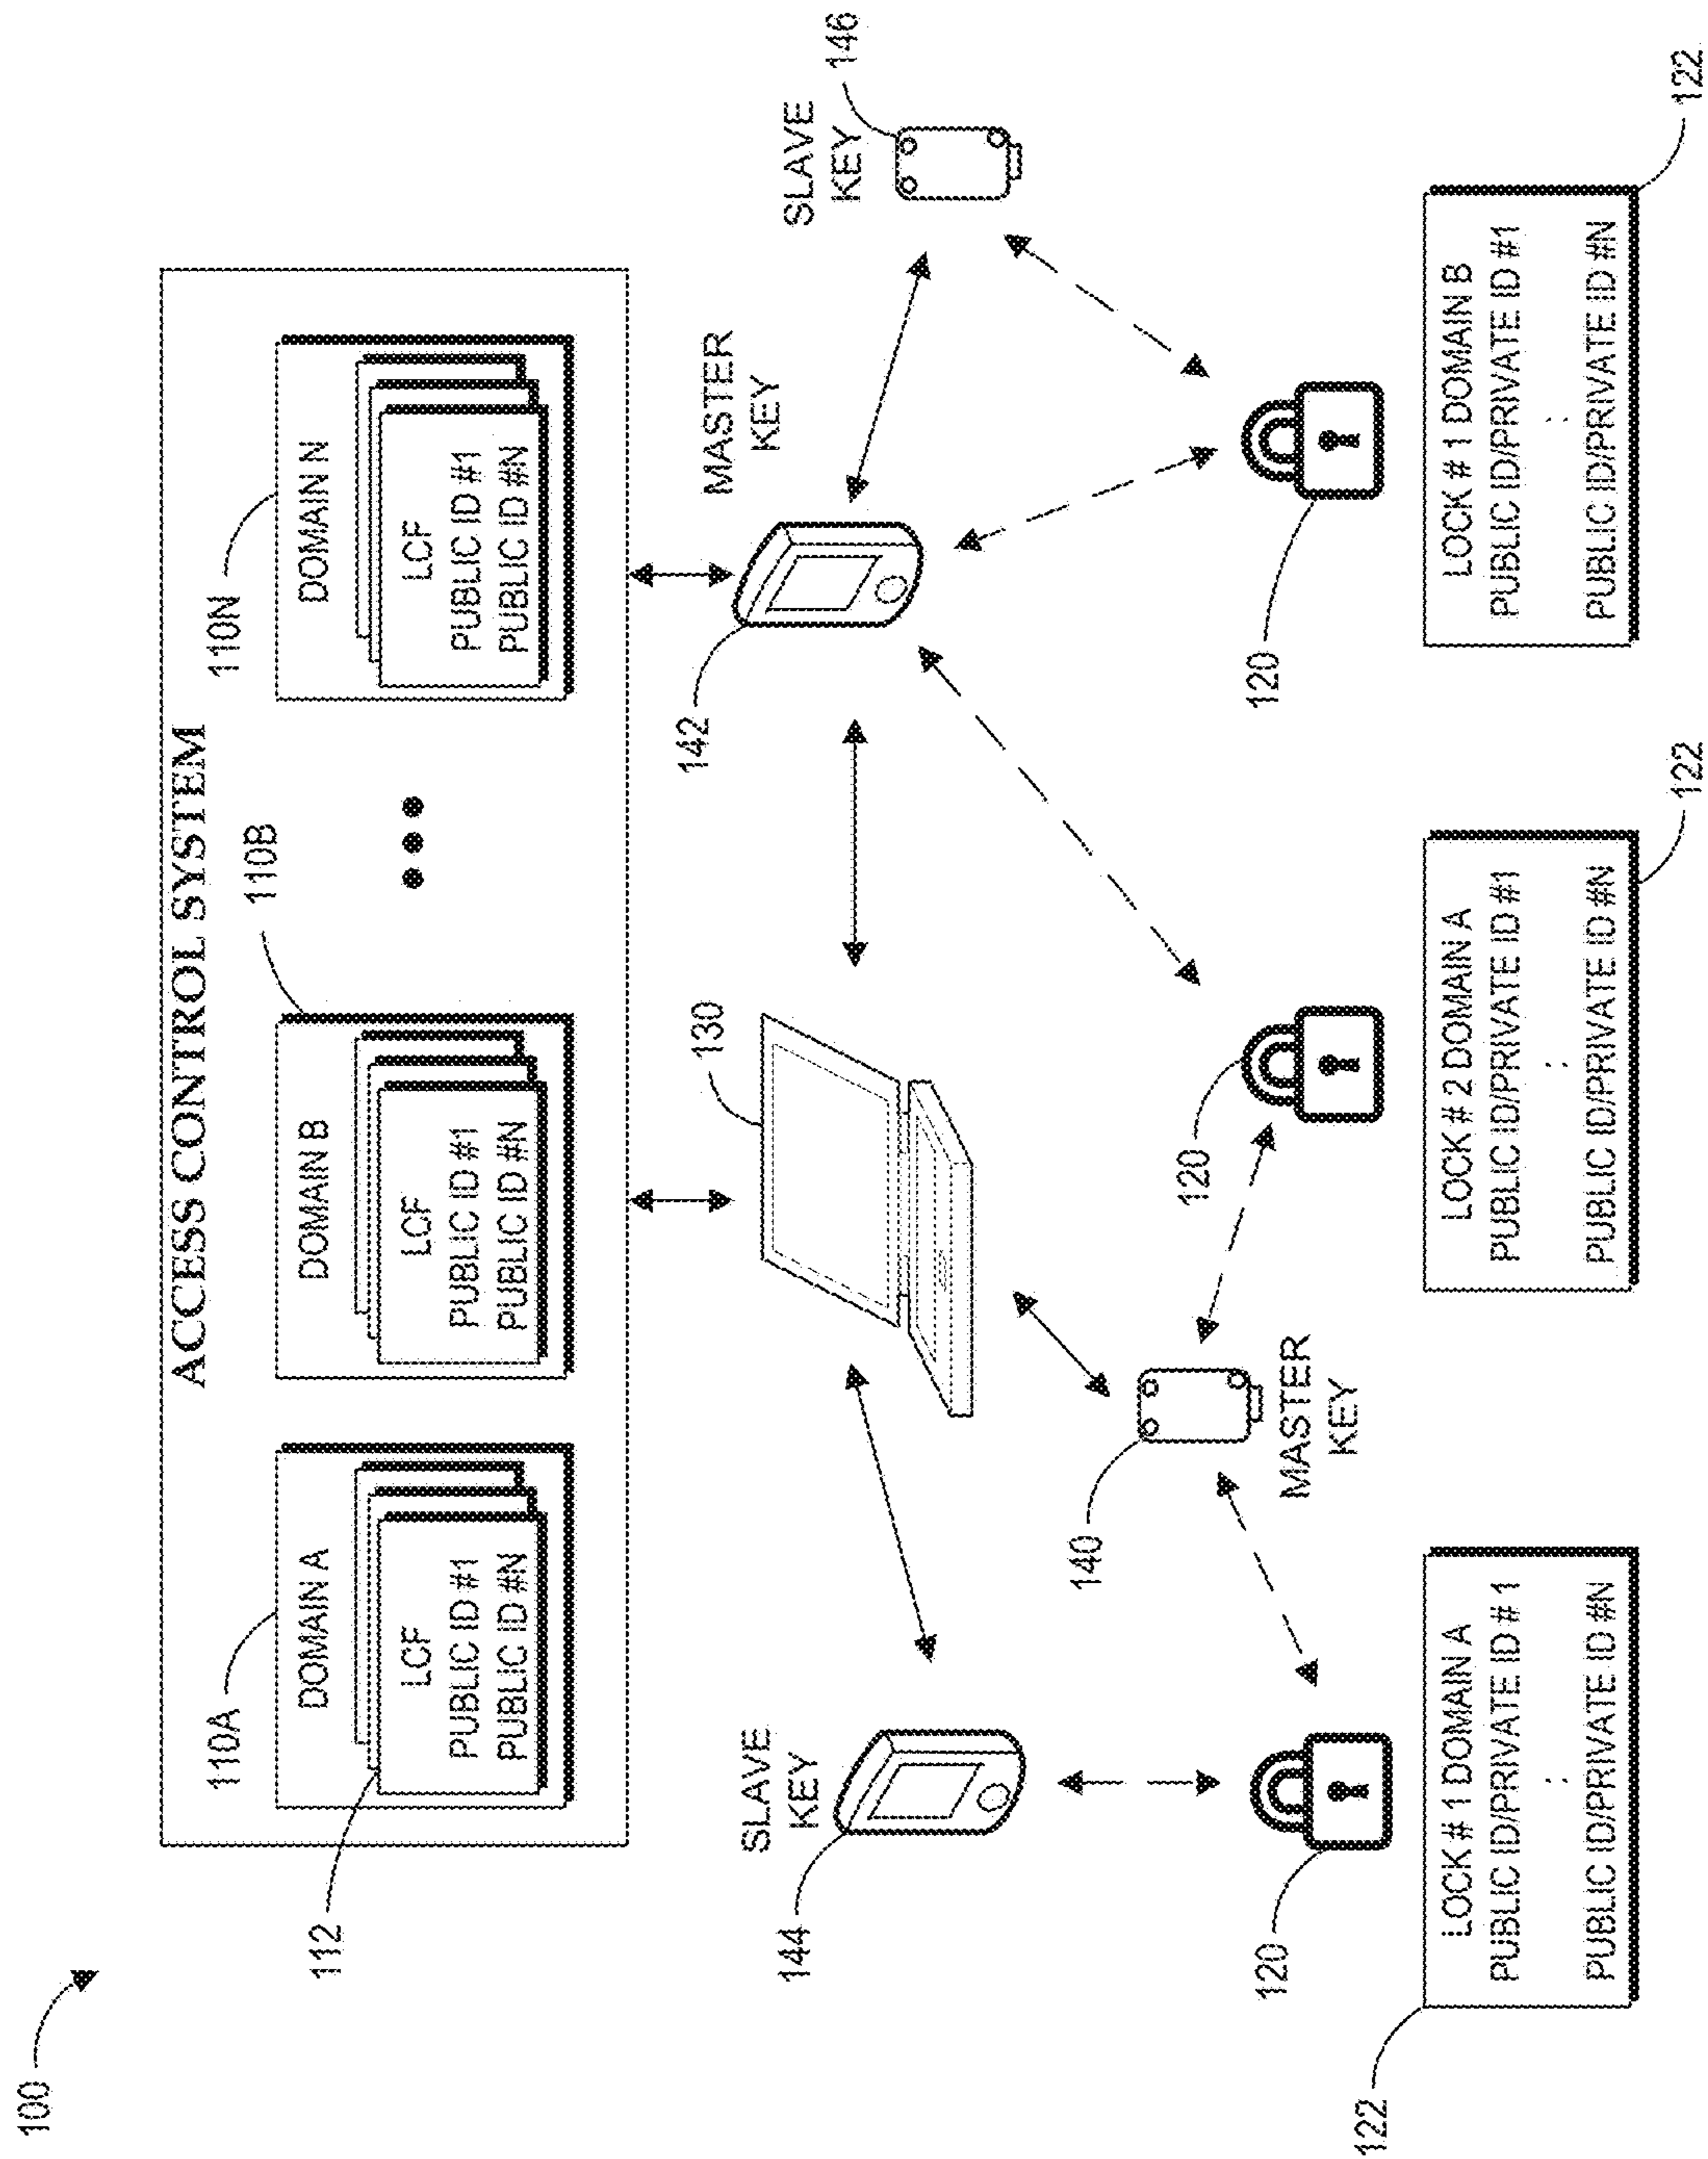 100
ACCESS CONTROL SYSTEM
110A
110B
110N
112
DOMAIN A
LCF
PUBLIC ID #1
PUBLIC ID #N
DOMAIN B
LCF
PUBLIC ID #1
PUBLIC ID #N
DOMAIN N
LCF
PUBLIC ID #1
PUBLIC ID #N
SLAVE
KEY
144
130
142
MASTER
KEY
SLAVE
KEY
146
140
MASTER
KEY
120
120
120
LOCK # 1 DOMAIN A
PUBLIC ID/PRIVATE ID # 1
:
PUBLIC ID/PRIVATE ID #N
122
LOCK # 2 DOMAIN A
PUBLIC ID/PRIVATE ID #1
:
PUBLIC ID/PRIVATE ID #N
122
LOCK # 1 DOMAIN B
PUBLIC ID/PRIVATE ID #1
:
PUBLIC ID/PRIVATE ID #N
122